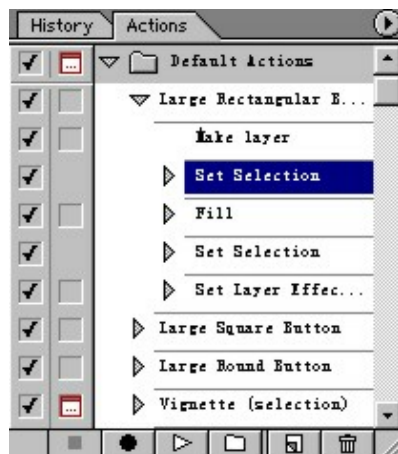 History Actions
Default Actions
Large Rectangular B...
Make layer
Set Selection
Fill
Set Selection
Set Layer Effec...
Large Square Button
Large Round Button
Vignette (selection)